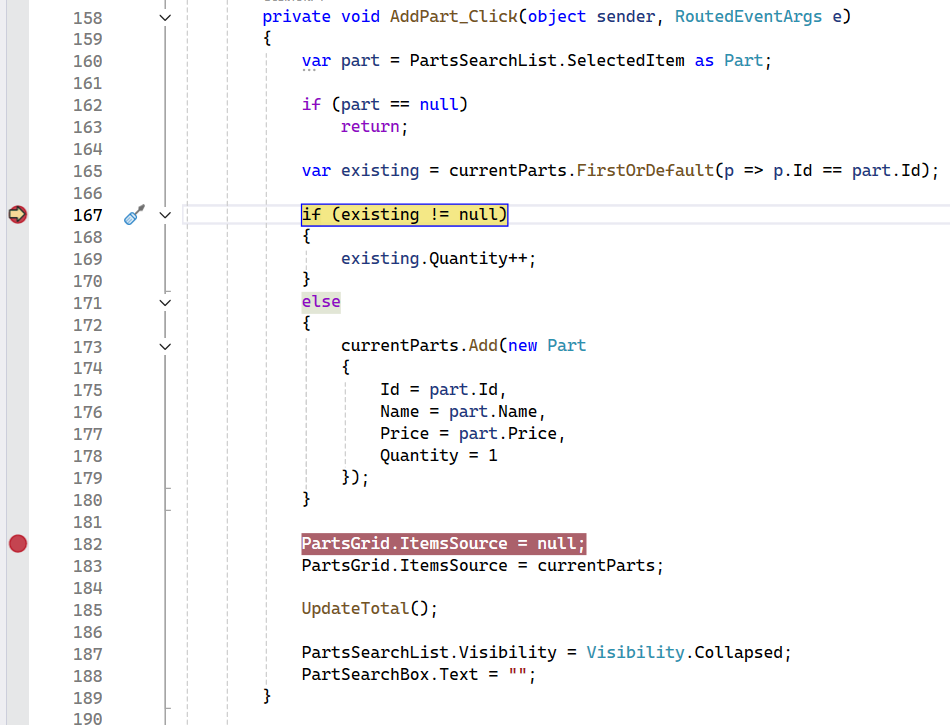 158 private void AddPart_Click(object sender, RoutedEventArgs e)
159 {
160 var part = PartsSearchList.SelectedItem as Part;
161
162 if (part == null)
163 return;
164
165 var existing = currentParts.FirstOrDefault(p => p.Id == part.Id);
166
167 if (existing != null)
168 {
169 existing.Quantity++;
170 }
171 else
172 {
173 currentParts.Add(new Part
174 {
175 Id = part.Id,
176 Name = part.Name,
177 Price = part.Price,
178 Quantity = 1
179 });
180 }
181
182 PartsGrid.ItemsSource = null;
183 PartsGrid.ItemsSource = currentParts;
184
185 UpdateTotal();
186
187 PartsSearchList.Visibility = Visibility.Collapsed;
188 PartSearchBox.Text = "";
189 }
190